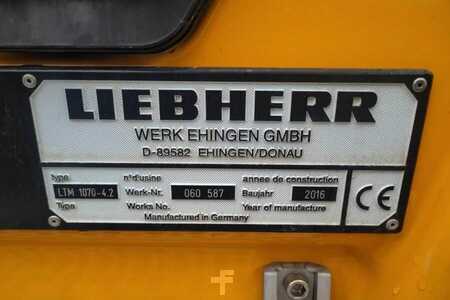 LIEBHERR
WERK EHINGEN GMBH
D-89582 EHINGEN/DONAU
type n°d'usine annee de construction
LTM 1070-4.2 Werk-Nr. 060 587 Baujahr 2016
Type Works No. Year of manufacture
Manufactured in Germany
CE